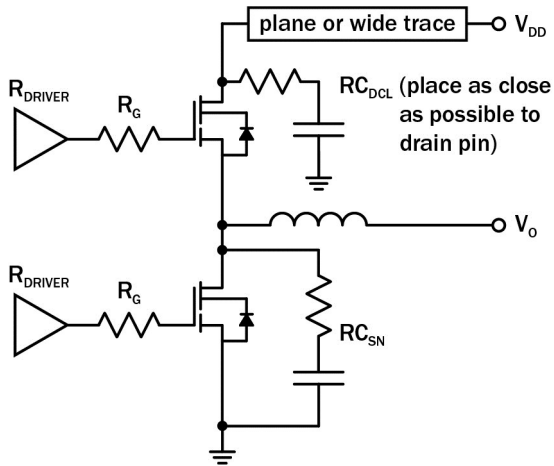 plane or wide trace
V_DD
R_DRIVER
R_G
RC_DCL (place as close
as possible to
drain pin)
V_O
R_DRIVER
R_G
RC_SN